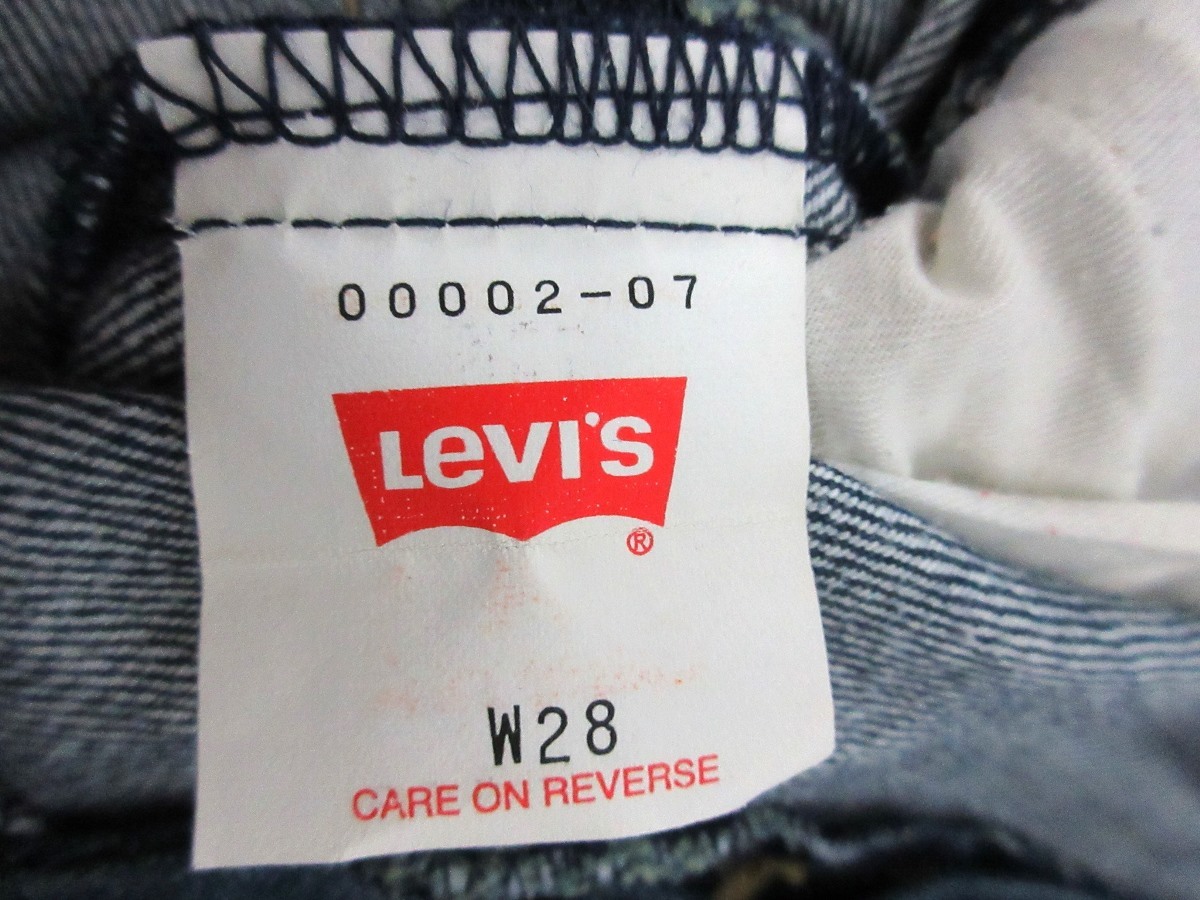 00002-07
LEVI'S
®
W28
CARE ON REVERSE